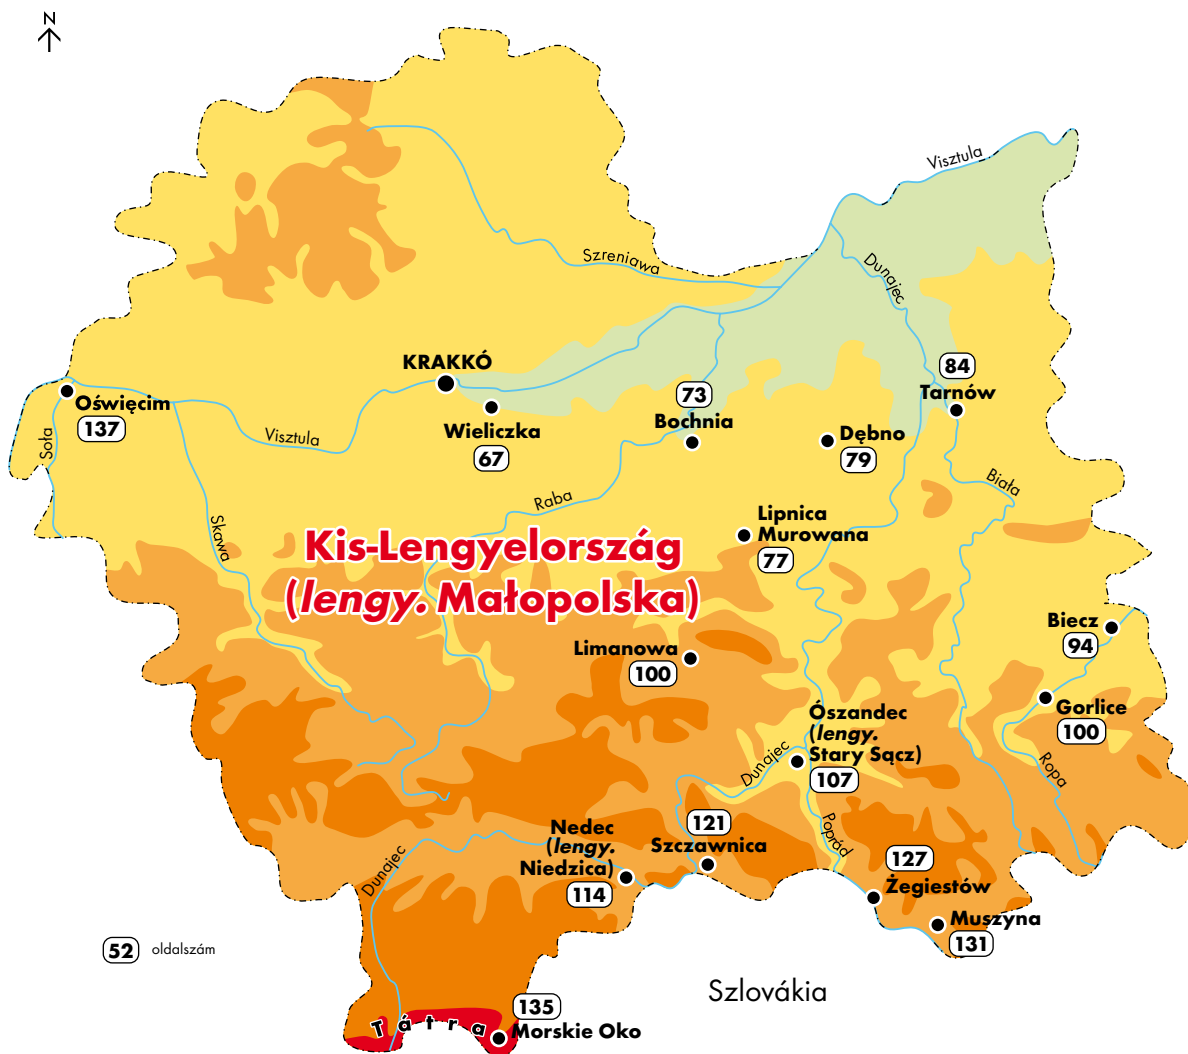 N
Visztula
Szreniawa
Dunajec
KRAKKÓ
84
Tarnów
73
Bochnia
Oświęcim
137
Wieliczka
67
Dębno
79
Visztula
Soła
Skawa
Raba
Biała
Lipnica
Murowana
77
Kis-Lengyelország
(lengy. Małopolska)
Biecz
94
Limanowa
100
Gorlice
100
Ószandec
(lengy.
Stary Sącz)
107
Dunajec
Ropa
Poprád
121
Szczawnica
Nedec
(lengy.
Niedzica)
114
Dunajec
127
Żegiestów
Muszyna
131
52 oldalszám
Szlovákia
135
Morskie Oko
Tátra